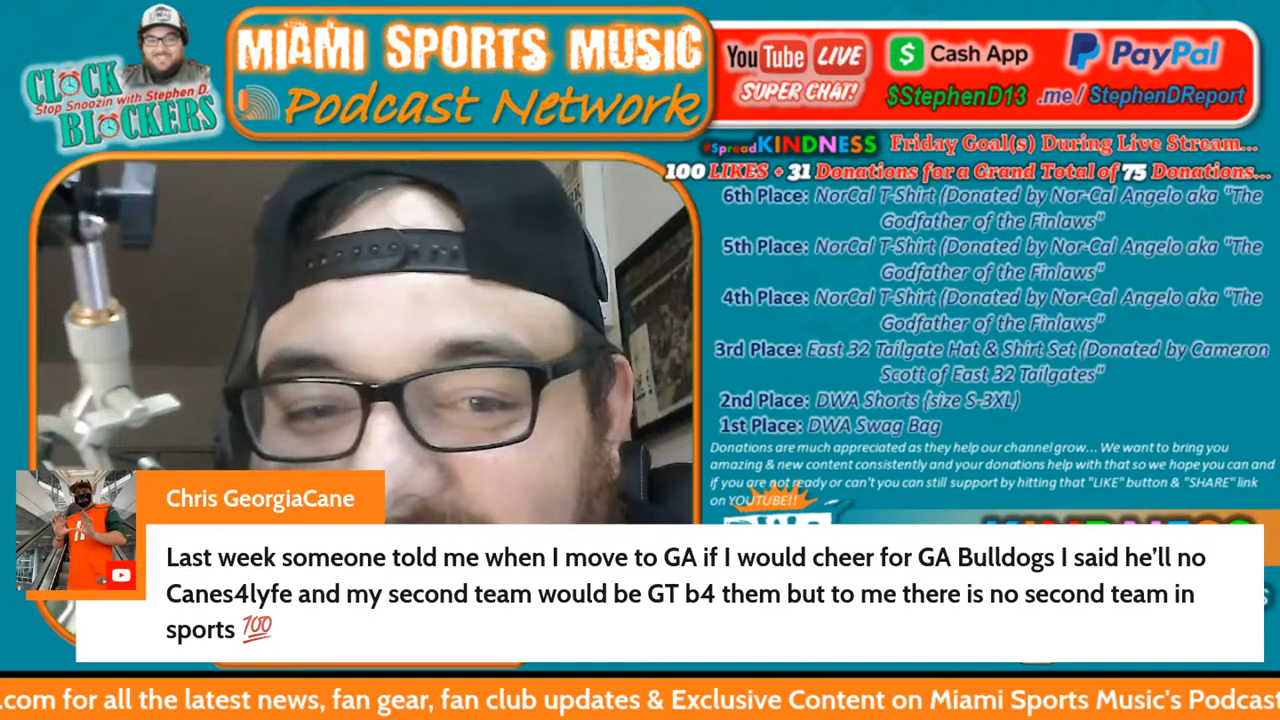 CLOCK
Stop Snoozin with Stephen D.
BLOCKERS
MIAMI SPORTS MUSIC
Podcast Network
YouTube LIVE
SUPER CHAT!
$ Cash App
$StephenD13
PayPal
.me/StephenDReport
#SpreadKINDNESS Friday Goal(s) During Live Stream...
100 LIKES + 31 Donations for a Grand Total of 75 Donations...
6th Place: NorCal T-Shirt (Donated by Nor-Cal Angelo aka "The
Godfather of the Finlaws"
5th Place: NorCal T-Shirt (Donated by Nor-Cal Angelo aka "The
Godfather of the Finlaws"
4th Place: NorCal T-Shirt (Donated by Nor-Cal Angelo aka "The
Godfather of the Finlaws"
3rd Place: East 32 Tailgate Hat & Shirt Set (Donated by Cameron
Scott of East 32 Tailgates"
2nd Place: DWA Shorts (size S-3XL)
1st Place: DWA Swag Bag
Donations are much appreciated as they help our channel grow... We want to bring you
amazing & new content consistently and your donations help with that so we hope you can and
if you are not ready or can't you can still support by hitting that "LIKE" button & "SHARE" link
on YOUTUBE!!
Chris GeorgiaCane
Last week someone told me when I move to GA if I would cheer for GA Bulldogs I said he’ll no
Canes4lyfe and my second team would be GT b4 them but to me there is no second team in
sports 💯
.com for all the latest news, fan gear, fan club updates & Exclusive Content on Miami Sports Music's Podcast